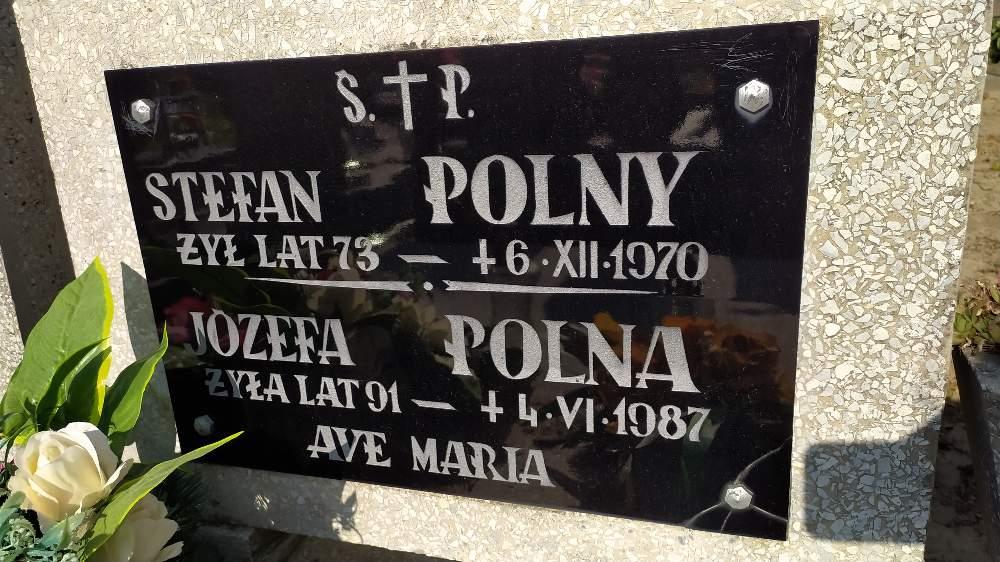 Ś. † P.
STEFAN POLNY
ŻYŁ LAT 73 — + 6·XII·1970
JÓZEFA POLNA
ŻYŁA LAT 91 — + 4·VI·1987
AVE MARIA